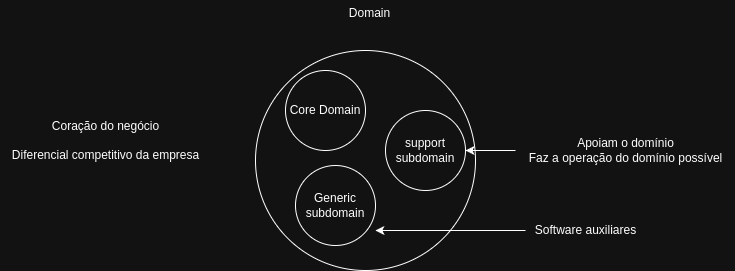 Domain
Core Domain
Coração do negócio
Diferencial competitivo da empresa
support
subdomain
Apoiam o domínio
Faz a operação do domínio possível
Generic
subdomain
Software auxiliares